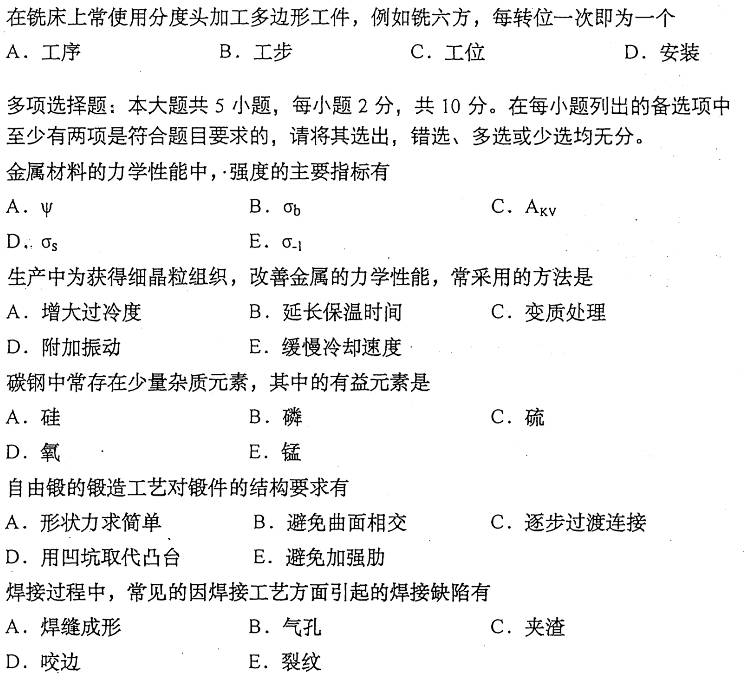 在铣床上常使用分度头加工多边形工件，例如铣六方，每转位一次即为一个
A．工序 B．工步 C．工位 D．安装
多项选择题：本大题共 5 小题，每小题 2 分，共 10 分。在每小题列出的备选项中
至少有两项是符合题目要求的，请将其选出，错选、多选或少选均无分。
金属材料的力学性能中，强度的主要指标有
A．ψ B．σb C．AKV
D．σs E．σ-1
生产中为获得细晶粒组织，改善金属的力学性能，常采用的方法是
A．增大过冷度 B．延长保温时间 C．变质处理
D．附加振动 E．缓慢冷却速度
碳钢中常存在少量杂质元素，其中的有益元素是
A．硅 B．磷 C．硫
D．氧 E．锰
自由锻的锻造工艺对锻件的结构要求有
A．形状力求简单 B．避免曲面相交 C．逐步过渡连接
D．用凹坑取代凸台 E．避免加强肋
焊接过程中，常见的因焊接工艺方面引起的焊接缺陷有
A．焊缝成形 B．气孔 C．夹渣
D．咬边 E．裂纹